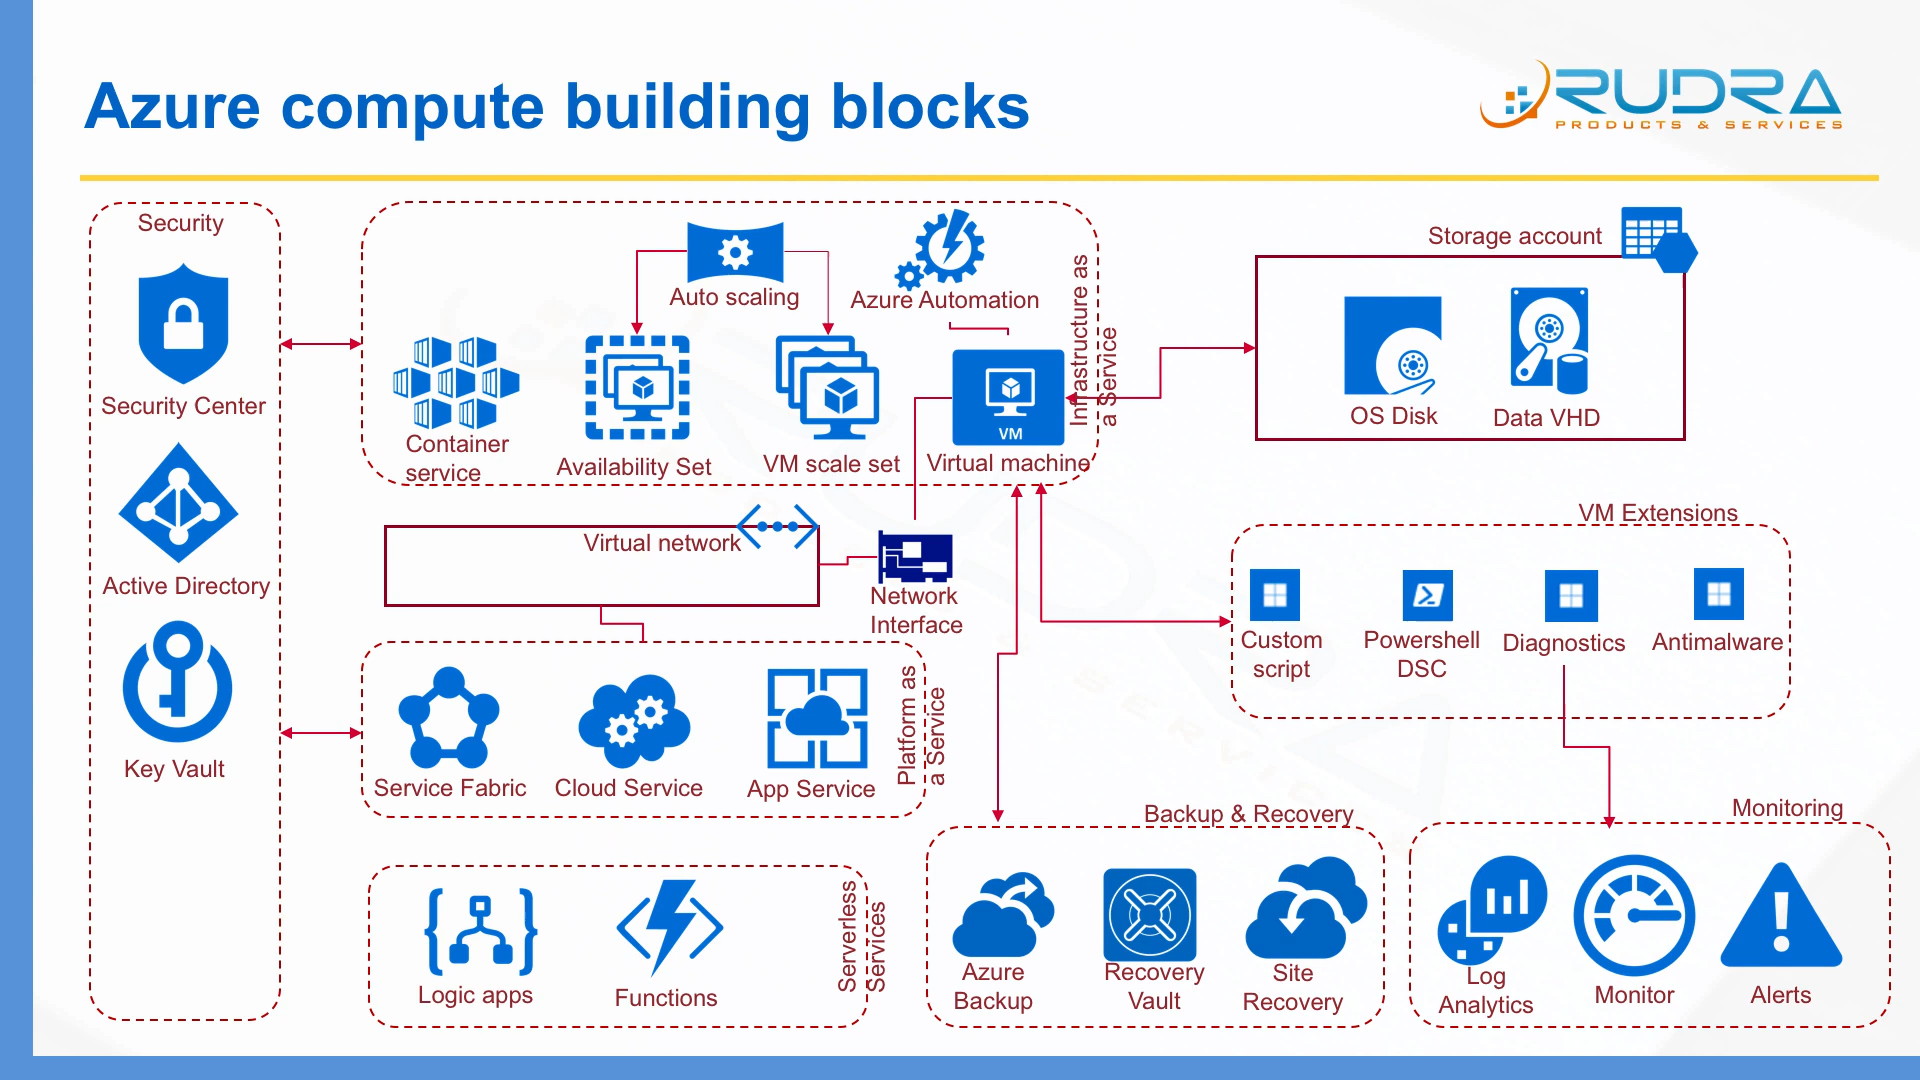 Azure compute building blocks
RUDRA
PRODUCTS & SERVICES
Security
Security Center
Active Directory
Key Vault
Auto scaling
Azure Automation
Container
service
Availability Set
VM scale set
VM
Virtual machine
Infrastructure as
a Service
Storage account
OS Disk
Data VHD
Virtual network
Network
Interface
VM Extensions
Custom
script
Powershell
DSC
Diagnostics
Antimalware
Service Fabric
Cloud Service
App Service
Platform as
a Service
Logic apps
Functions
Serverless
Services
Backup & Recovery
Azure
Backup
Recovery
Vault
Site
Recovery
Monitoring
Log
Analytics
Monitor
Alerts